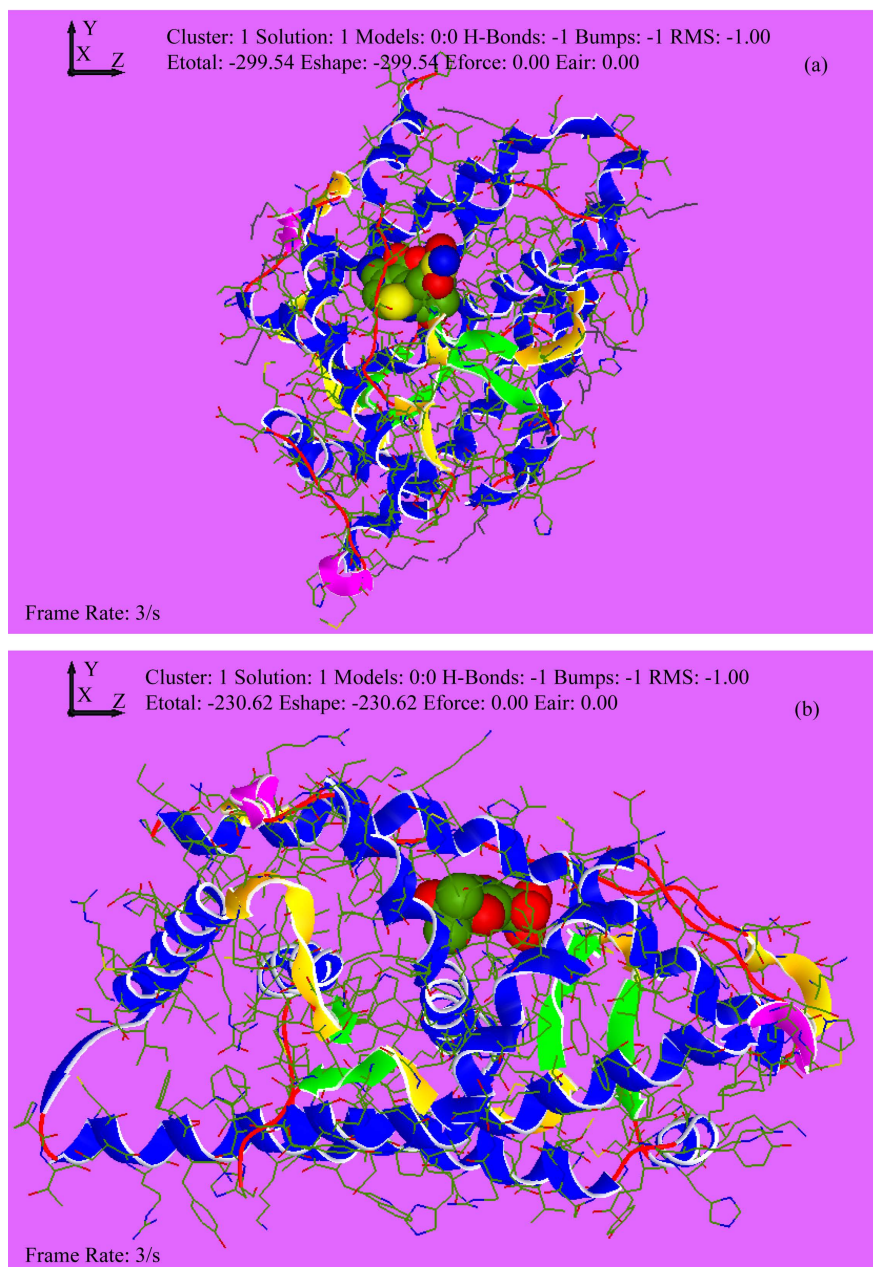 Y
Cluster: 1 Solution: 1 Models: 0:0 H-Bonds: -1 Bumps: -1 RMS: -1.00
X
Z
Etotal: -299.54 Eshape: -299.54 Eforce: 0.00 Eair: 0.00
(a)
Frame Rate: 3/s
Y
Cluster: 1 Solution: 1 Models: 0:0 H-Bonds: -1 Bumps: -1 RMS: -1.00
X
Z
Etotal: -230.62 Eshape: -230.62 Eforce: 0.00 Eair: 0.00
(b)
Frame Rate: 3/s